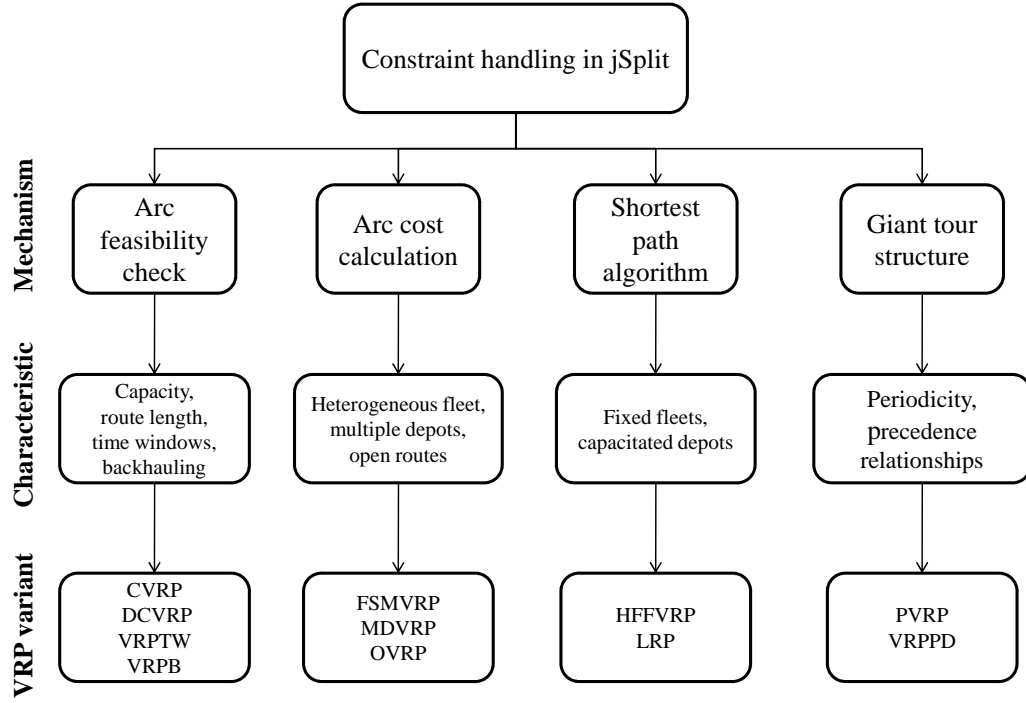 Constraint handling in jSplit
Mechanism
Arc
feasibility
check
Arc cost
calculation
Shortest
path
algorithm
Giant tour
structure
Characteristic
Capacity,
route length,
time windows,
backhauling
Heterogeneous fleet,
multiple depots,
open routes
Fixed fleets,
capacitated depots
Periodicity,
precedence
relationships
VRP variant
CVRP
DCVRP
VRPTW
VRPB
FSMVRP
MDVRP
OVRP
HFFVRP
LRP
PVRP
VRPPD